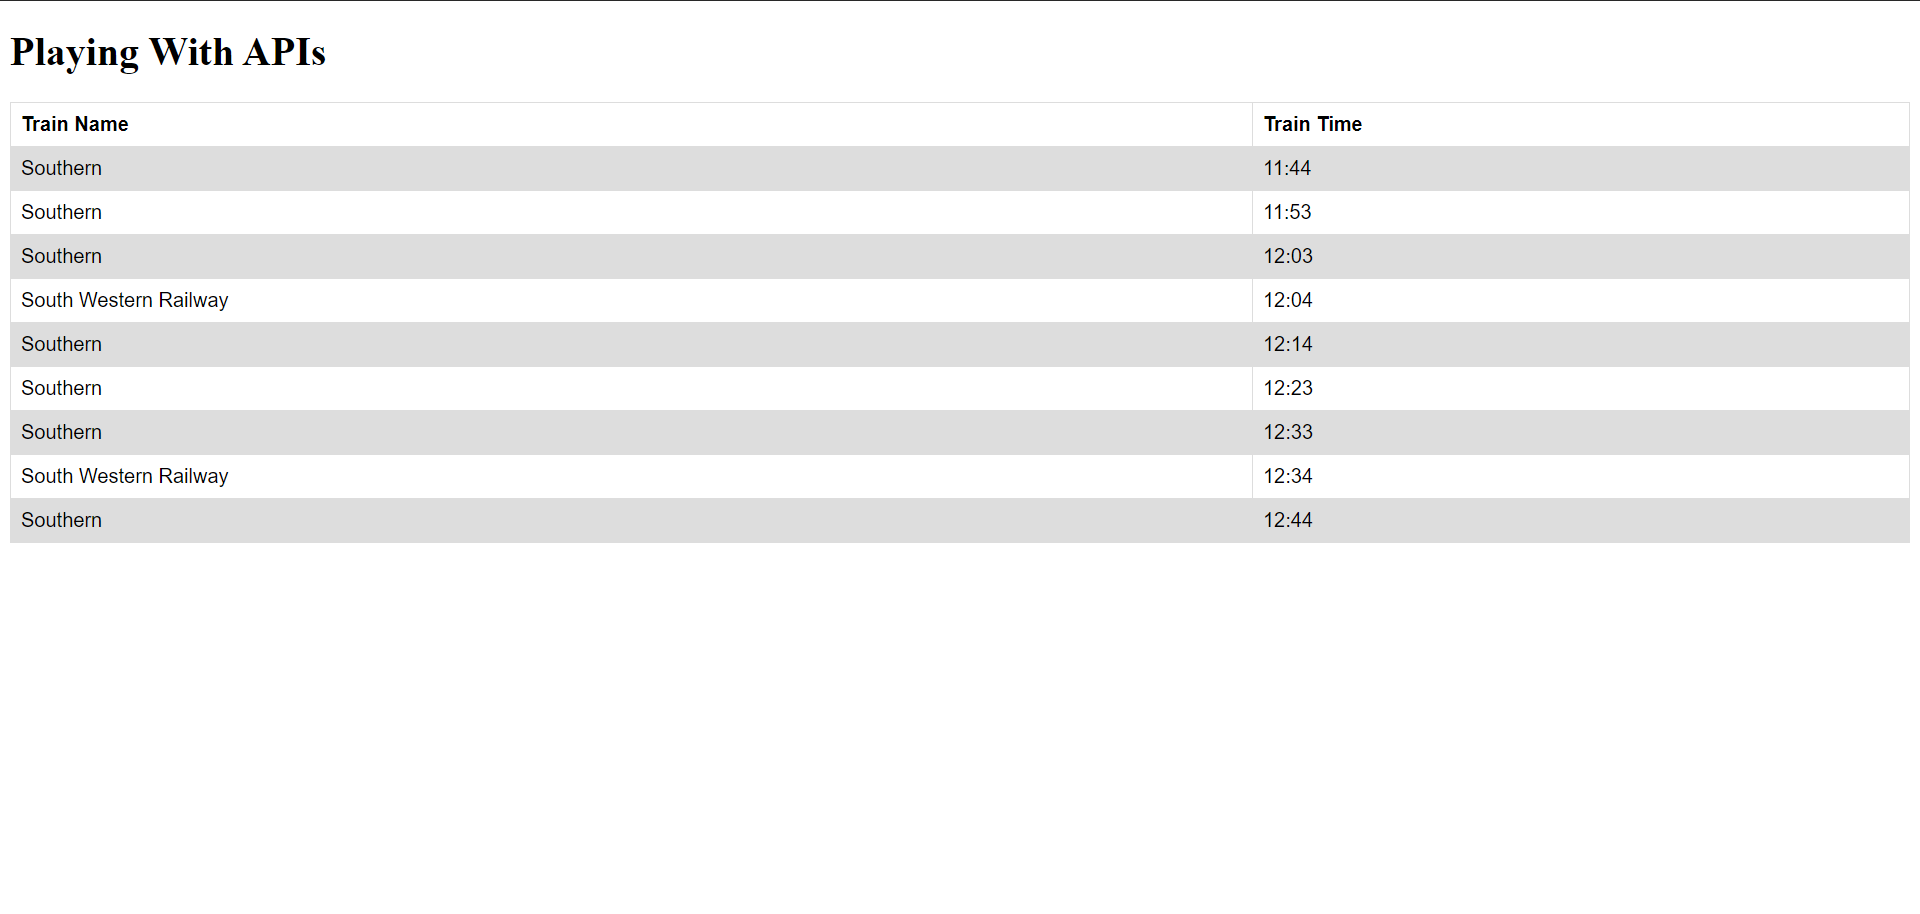 Playing With APIs
Train Name Train Time
Southern 11:44
Southern 11:53
Southern 12:03
South Western Railway 12:04
Southern 12:14
Southern 12:23
Southern 12:33
South Western Railway 12:34
Southern 12:44